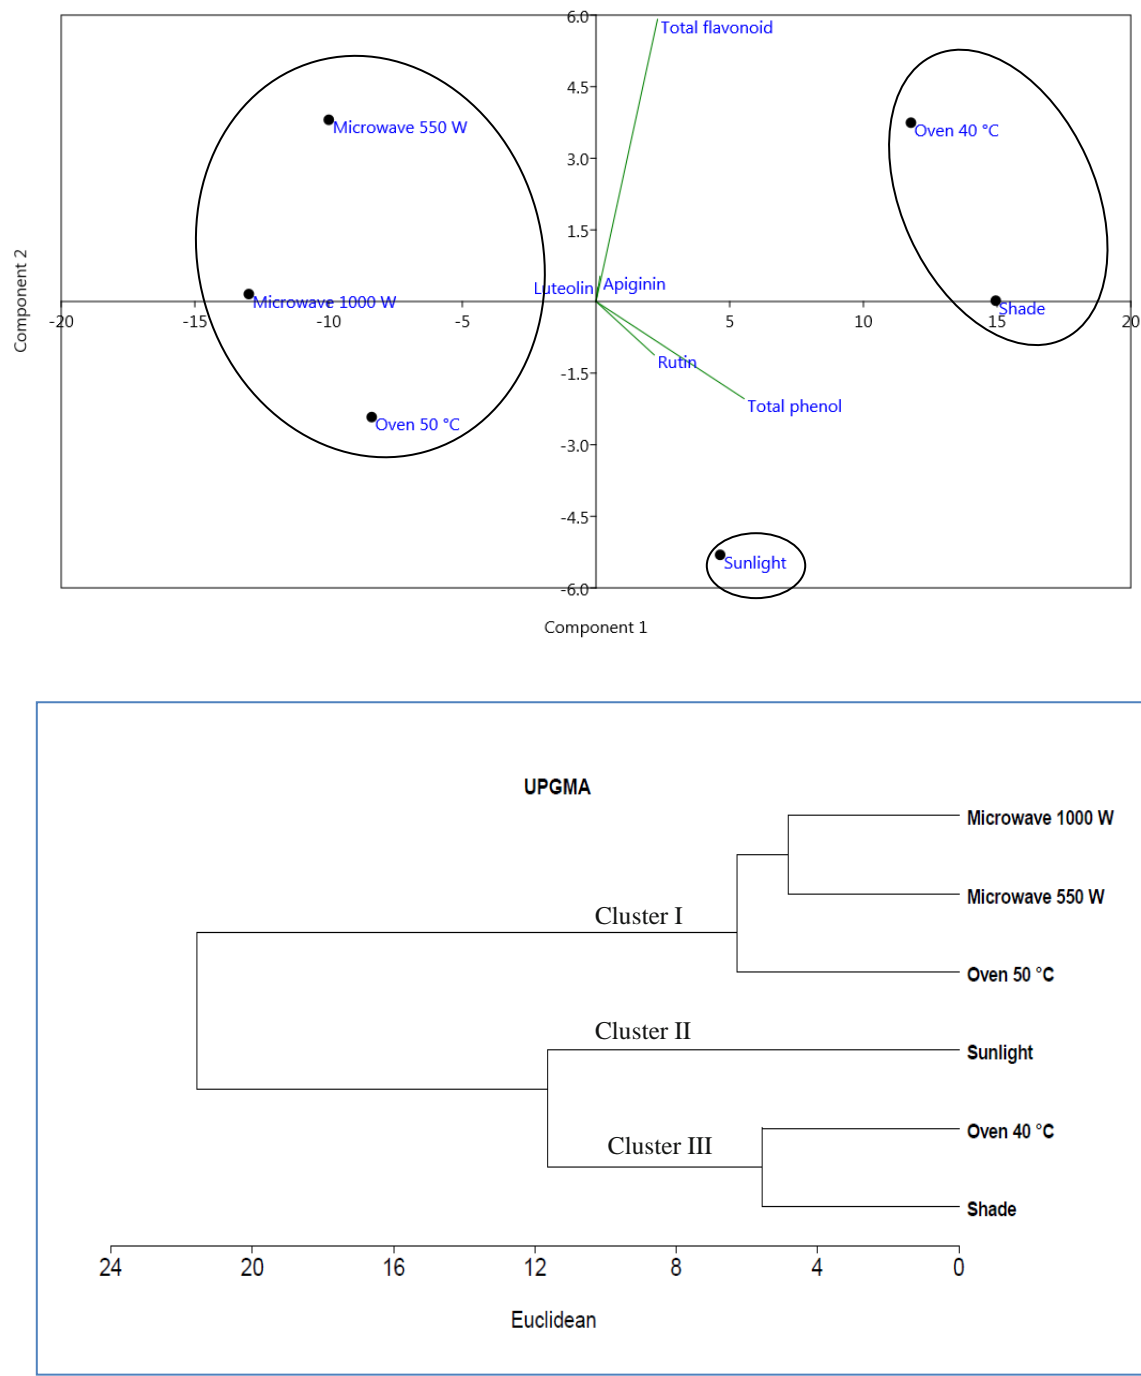 6.0
Total flavonoid
4.5
Microwave 550 W
Oven 40 °C
3.0
1.5
Component 2
Luteolin
Apiginin
Microwave 1000 W
Shade
-20
-15
-10
-5
5
10
15
20
-1.5
Rutin
Total phenol
Oven 50 °C
-3.0
-4.5
Sunlight
-6.0
Component 1
UPGMA
Microwave 1000 W
Microwave 550 W
Cluster I
Oven 50 °C
Cluster II
Sunlight
Oven 40 °C
Cluster III
Shade
24 20 16 12 8 4 0
Euclidean